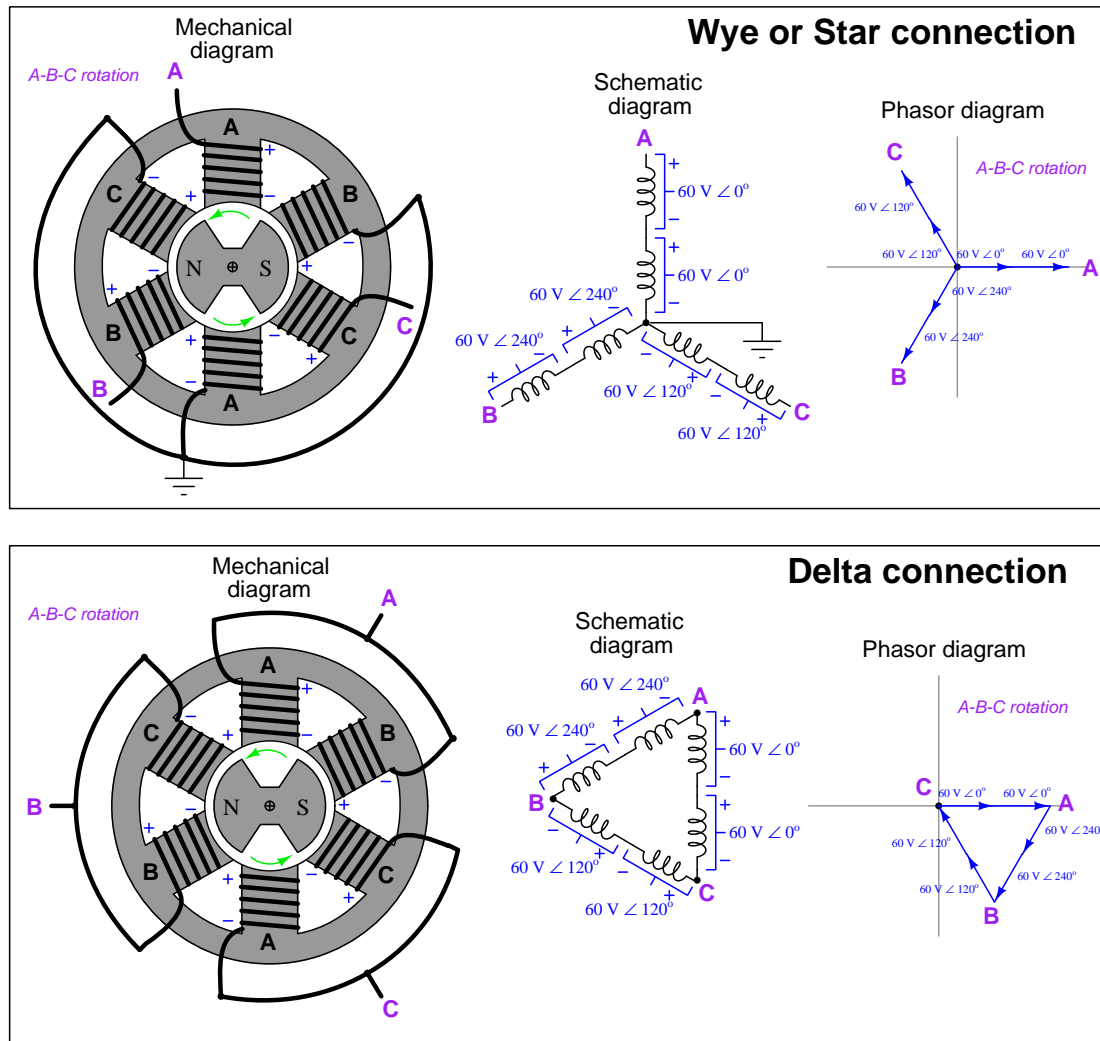 Wye or Star connection
Mechanical
diagram
A-B-C rotation
A
A
C
B
B
C
A
N S
+
−
+
−
−
+
−
+
+
−
+
−
B
C
Schematic
diagram
A
+
60 V ∠ 0°
−
+
60 V ∠ 0°
−
60 V ∠ 240°
−
+
60 V ∠ 240°
−
+
B
−
60 V ∠ 120°
+
−
60 V ∠ 120°
+
C
Phasor diagram
A-B-C rotation
C
60 V ∠ 120°
60 V ∠ 120°
60 V ∠ 0°
60 V ∠ 0°
A
60 V ∠ 240°
60 V ∠ 240°
B
Delta connection
Mechanical
diagram
A-B-C rotation
A
A
C
B
B
N S
B
C
A
+
−
+
−
−
+
−
+
+
−
+
−
C
Schematic
diagram
60 V ∠ 240°
A
−
+
60 V ∠ 240°
−
+
+
60 V ∠ 0°
−
+
60 V ∠ 0°
−
B
−
60 V ∠ 120°
+
−
60 V ∠ 120°
+
C
Phasor diagram
A-B-C rotation
C
60 V ∠ 0°
60 V ∠ 0°
A
60 V ∠ 240°
60 V ∠ 240°
60 V ∠ 120°
60 V ∠ 120°
B